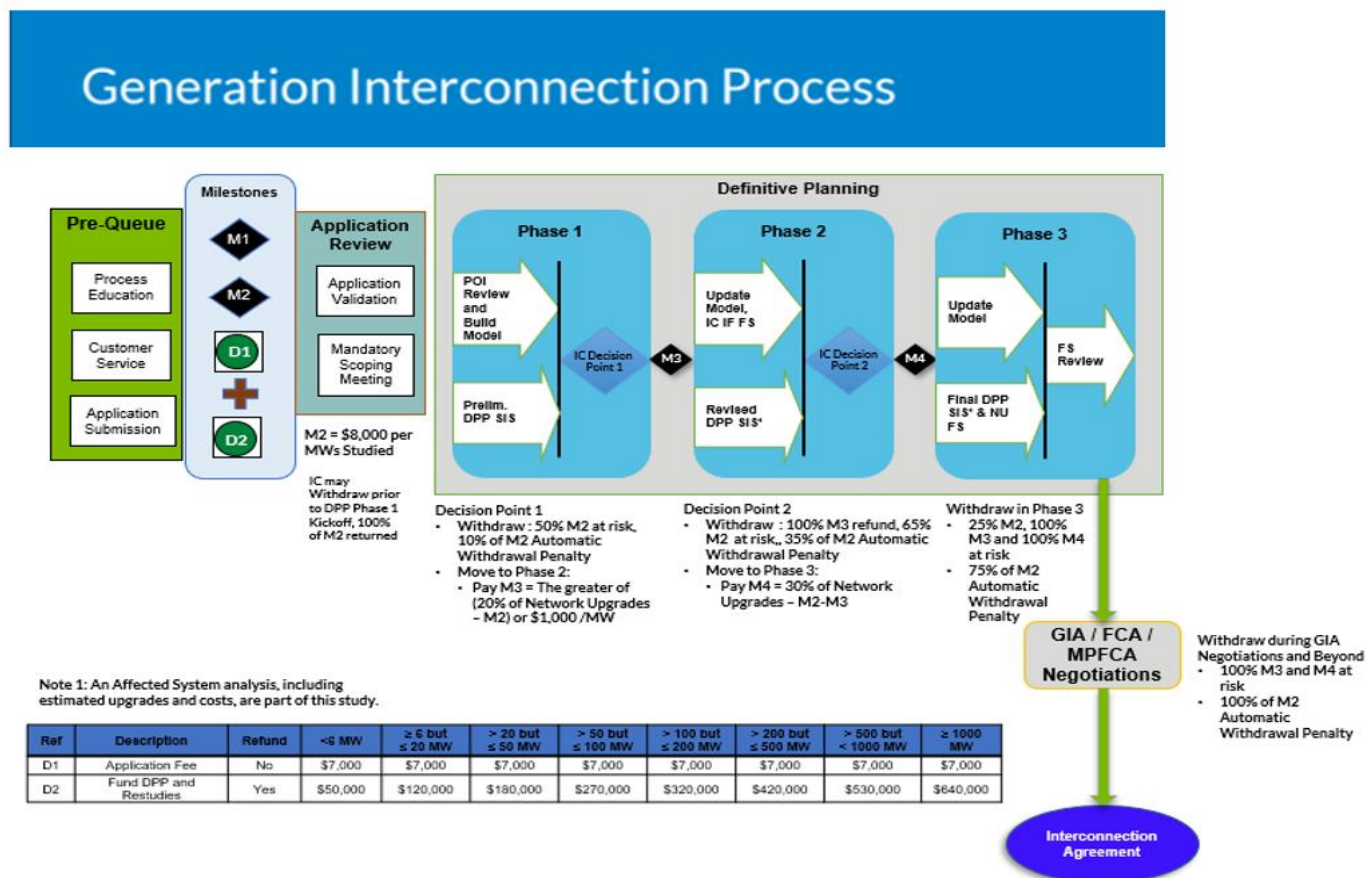 Generation Interconnection Process
Pre-Queue
Process
Education
Customer
Service
Application
Submission
Milestones
M1
M2
D1
D2
Application
Review
Application
Validation
Mandatory
Scoping
Meeting
M2 = $8,000 per
MWs Studied
IC may
Withdraw prior
to DPP Phase 1
Kickoff, 100%
of M2 returned
Definitive Planning
Phase 1
POI
Review
and
Build
Model
Prelim.
DPP SIS
IC Decision
Point 1
M3
Phase 2
Update
Model,
IC IF FS
Revised
DPP SIS*
IC Decision
Point 2
M4
Phase 3
Update
Model
Final DPP
SIS* & NU
FS
FS
Review
Decision Point 1
• Withdraw : 50% M2 at risk,
10% of M2 Automatic
Withdrawal Penalty
• Move to Phase 2:
• Pay M3 = The greater of
(20% of Network Upgrades
– M2) or $1,000 /MW
Decision Point 2
• Withdraw : 100% M3 refund, 65%
M2 at risk,, 35% of M2 Automatic
Withdrawal Penalty
• Move to Phase 3:
• Pay M4 = 30% of Network
Upgrades – M2-M3
Withdraw in Phase 3
• 25% M2, 100%
M3 and 100% M4
at risk
• 75% of M2
Automatic
Withdrawal
Penalty
GIA / FCA /
MPFCA
Negotiations
Withdraw during GIA
Negotiations and Beyond
• 100% M3 and M4 at
risk
• 100% of M2
Automatic
Withdrawal Penalty
Note 1: An Affected System analysis, including
estimated upgrades and costs, are part of this study.
Ref Description Refund <6 MW ≥ 6 but ≤ 20 MW > 20 but ≤ 50 MW > 50 but ≤ 100 MW > 100 but ≤ 200 MW > 200 but ≤ 500 MW > 500 but < 1000 MW ≥ 1000 MW
D1 Application Fee No $7,000 $7,000 $7,000 $7,000 $7,000 $7,000 $7,000 $7,000
D2 Fund DPP and Restudies Yes $50,000 $120,000 $180,000 $270,000 $320,000 $420,000 $530,000 $640,000
Interconnection
Agreement